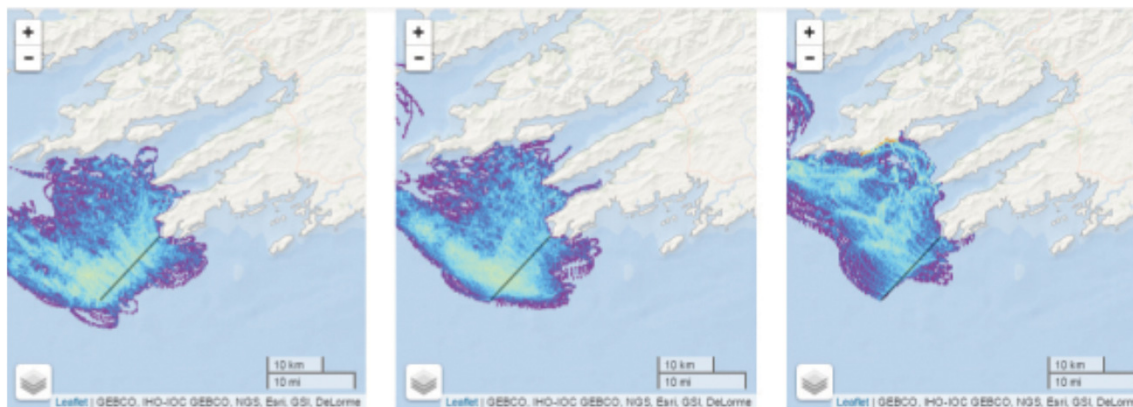 +
−
10 km
10 mi
Leaflet | GEBCO, IHO-IOC GEBCO, NGS, Esri, GSI, DeLorme
+
−
10 km
10 mi
Leaflet | GEBCO, IHO-IOC GEBCO, NGS, Esri, GSI, DeLorme
+
−
10 km
10 mi
Leaflet | GEBCO, IHO-IOC GEBCO, NGS, Esri, GSI, DeLorme